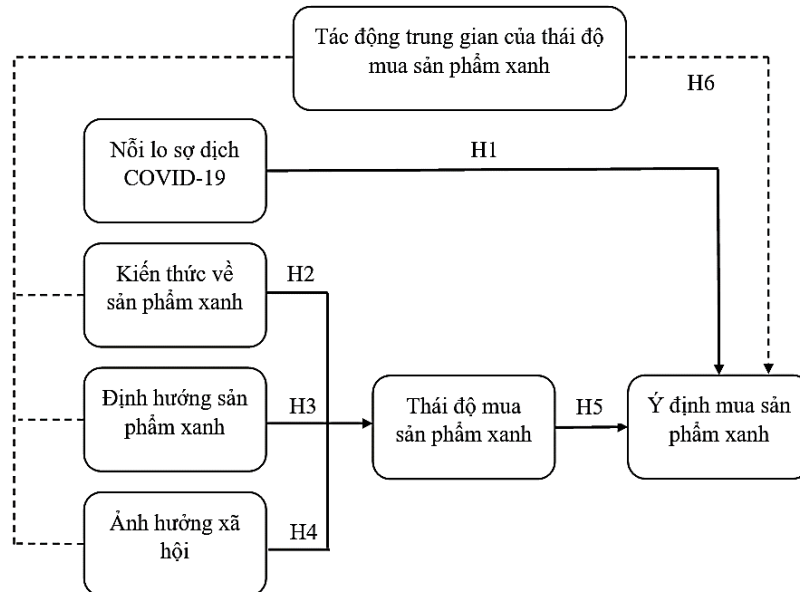 Tác động trung gian của thái độ
mua sản phẩm xanh
H6
Nỗi lo sợ dịch
COVID-19
H1
Kiến thức về
sản phẩm xanh
H2
Định hướng sản
phẩm xanh
H3
Thái độ mua
sản phẩm xanh
H5
Ý định mua sản
phẩm xanh
Ảnh hưởng xã
hội
H4